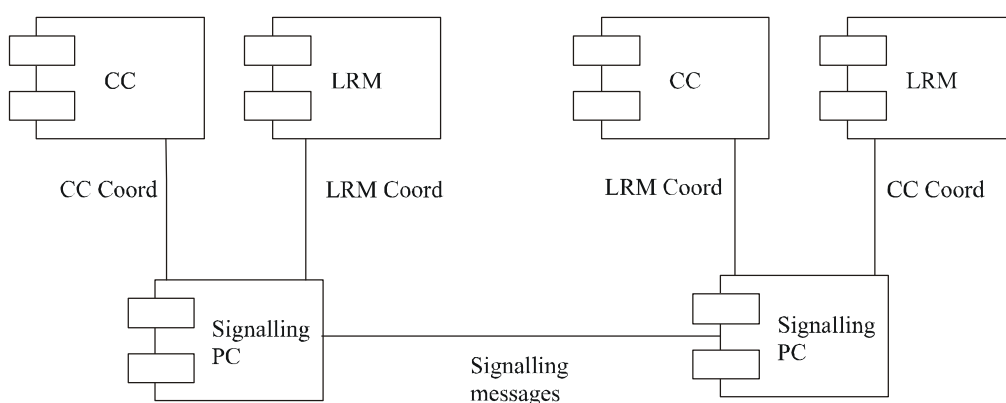 CC
LRM
CC
LRM
CC Coord
LRM Coord
LRM Coord
CC Coord
Signalling
PC
Signalling
PC
Signalling
messages